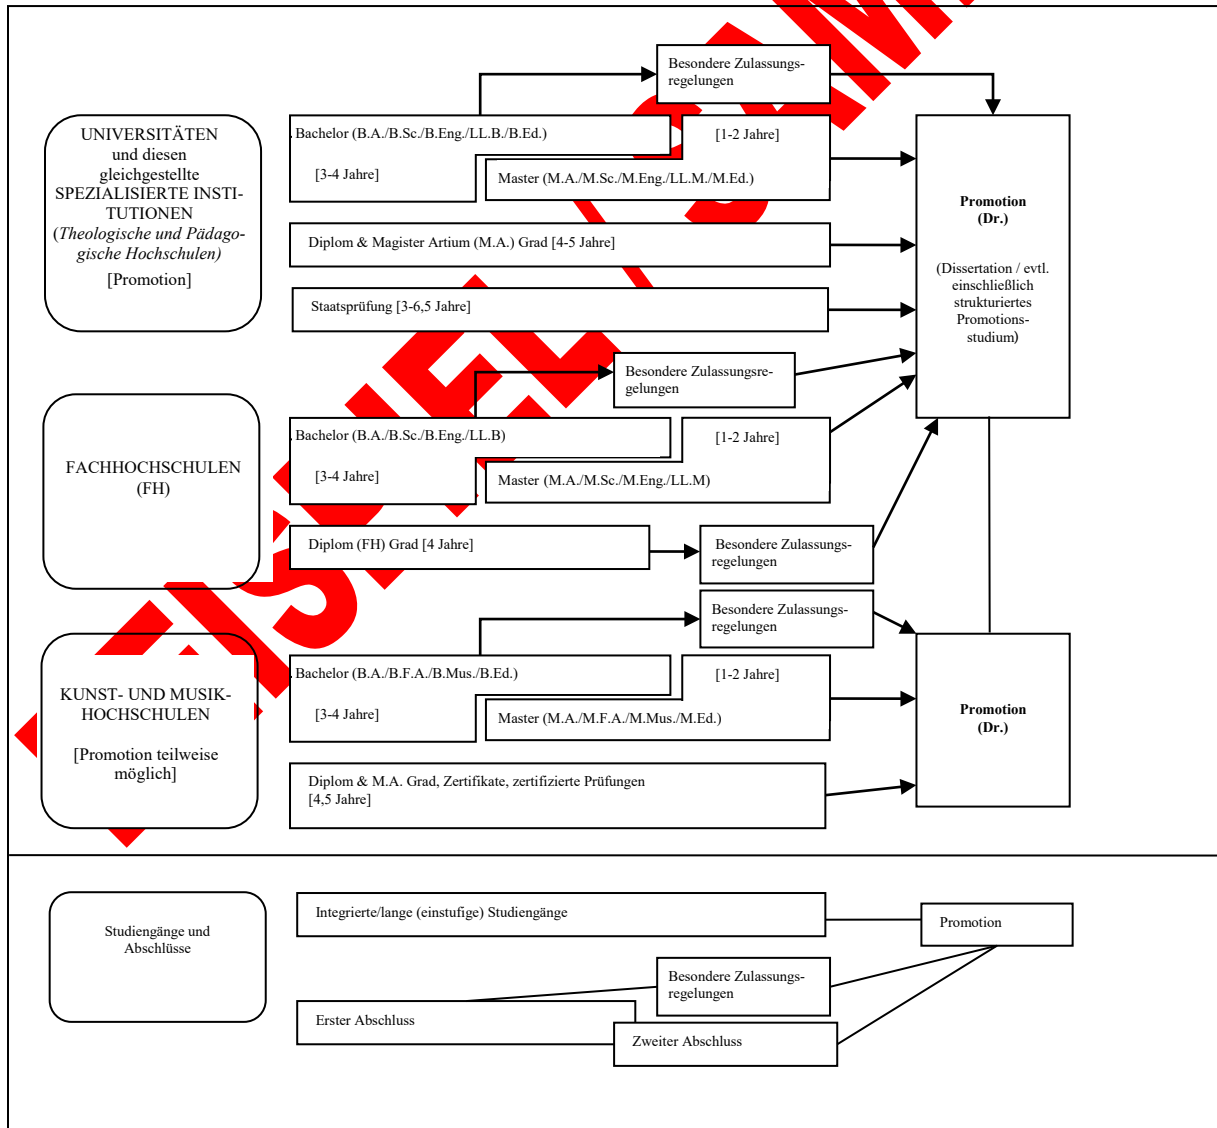 Besondere Zulassungs-
regelungen
UNIVERSITÄTEN
und diesen
gleichgestellte
SPEZIALISIERTE INSTI-
TUTIONEN
(Theologische und Pädago-
gische Hochschulen)
[Promotion]
. Bachelor (B.A./B.Sc./B.Eng./LL.B./B.Ed.)
[3-4 Jahre]
[1-2 Jahre]
Master (M.A./M.Sc./M.Eng./LL.M./M.Ed.)
Diplom & Magister Artium (M.A.) Grad [4-5 Jahre]
Staatsprüfung [3-6,5 Jahre]
Promotion
(Dr.)
(Dissertation / evtl.
einschließlich
strukturiertes
Promotions-
studium)
Besondere Zulassungsre-
gelungen
FACHHOCHSCHULEN
(FH)
. Bachelor (B.A./B.Sc./B.Eng./LL.B)
[3-4 Jahre]
[1-2 Jahre]
Master (M.A./M.Sc./M.Eng./LL.M)
Diplom (FH) Grad [4 Jahre]
Besondere Zulassungs-
regelungen
Besondere Zulassungs-
regelungen
KUNST- UND MUSIK-
HOCHSCHULEN
[Promotion teilweise
möglich]
. Bachelor (B.A./B.F.A./B.Mus./B.Ed.)
[3-4 Jahre]
[1-2 Jahre]
Master (M.A./M.F.A./M.Mus./M.Ed.)
Diplom & M.A. Grad, Zertifikate, zertifizierte Prüfungen
[4,5 Jahre]
Promotion
(Dr.)
Studiengänge und
Abschlüsse
Integrierte/lange (einstufige) Studiengänge
Promotion
Besondere Zulassungs-
regelungen
Erster Abschluss
Zweiter Abschluss